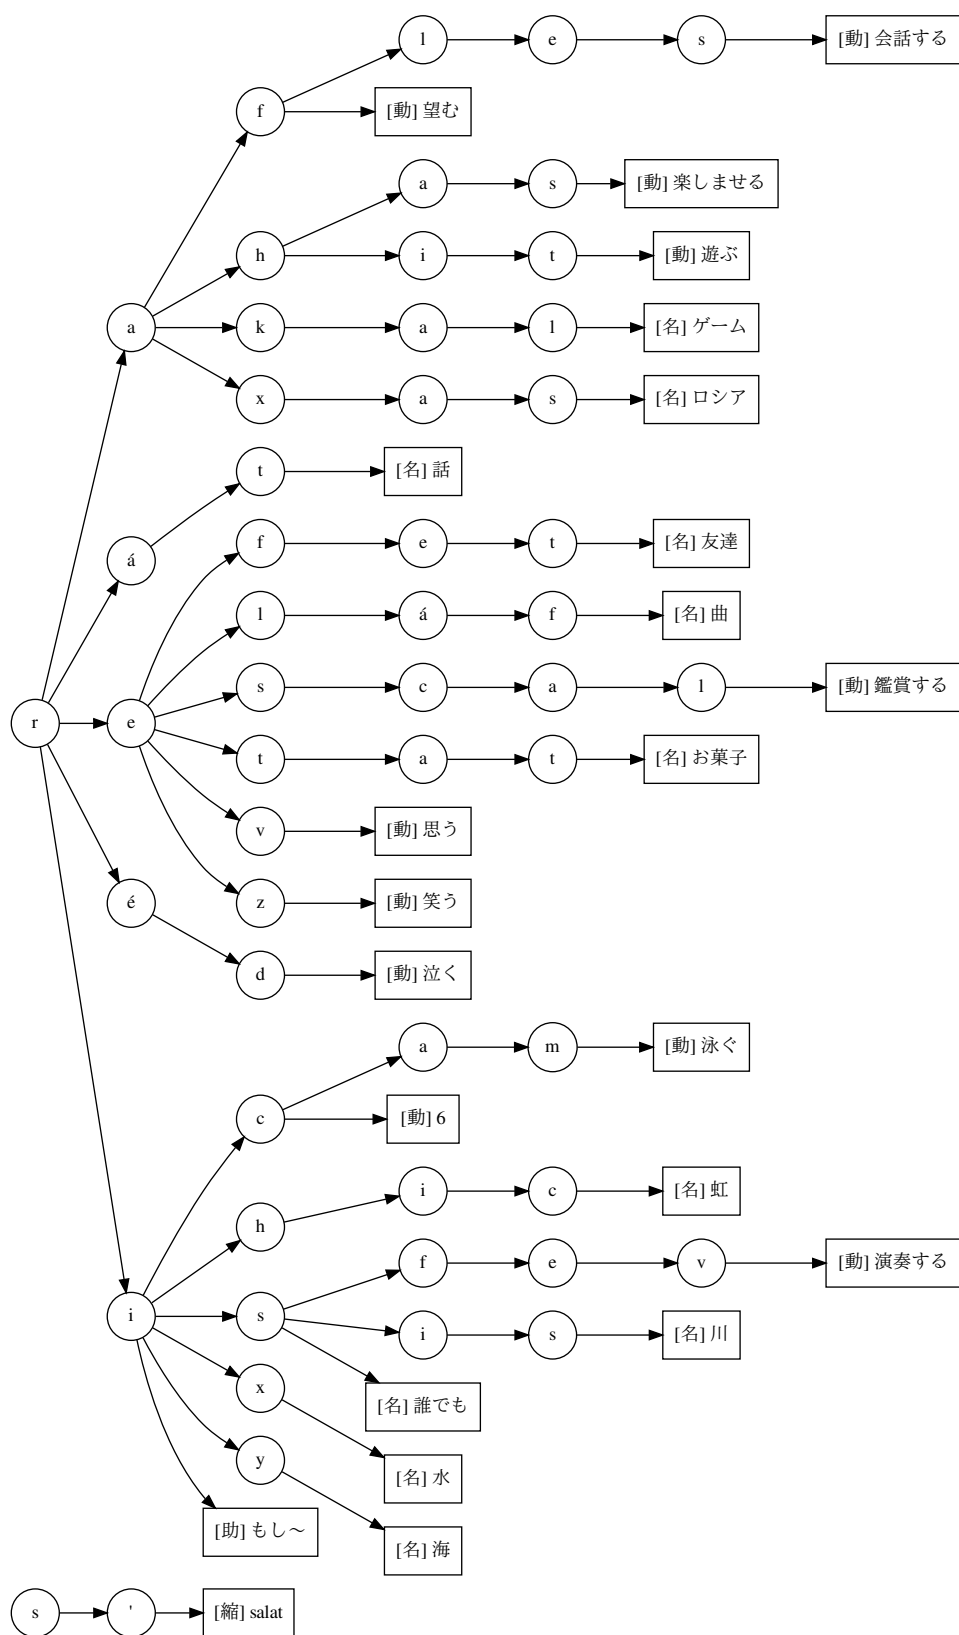 l e s [動] 会話する
f [動] 望む
a s [動] 楽しませる
h i t [動] 遊ぶ
a k a l [名] ゲーム
x a s [名] ロシア
t [名] 話
f e t [名] 友達
á
l á f [名] 曲
s c a l [動] 鑑賞する
r e
t a t [名] お菓子
v [動] 思う
é z [動] 笑う
d [動] 泣く
a m [動] 泳ぐ
c [動] 6
i c [名] 虹
h
f e v [動] 演奏する
i s
i s [名] 川
x [名] 誰でも
y [名] 水
[助] もし～ [名] 海
s ' [縮] salat